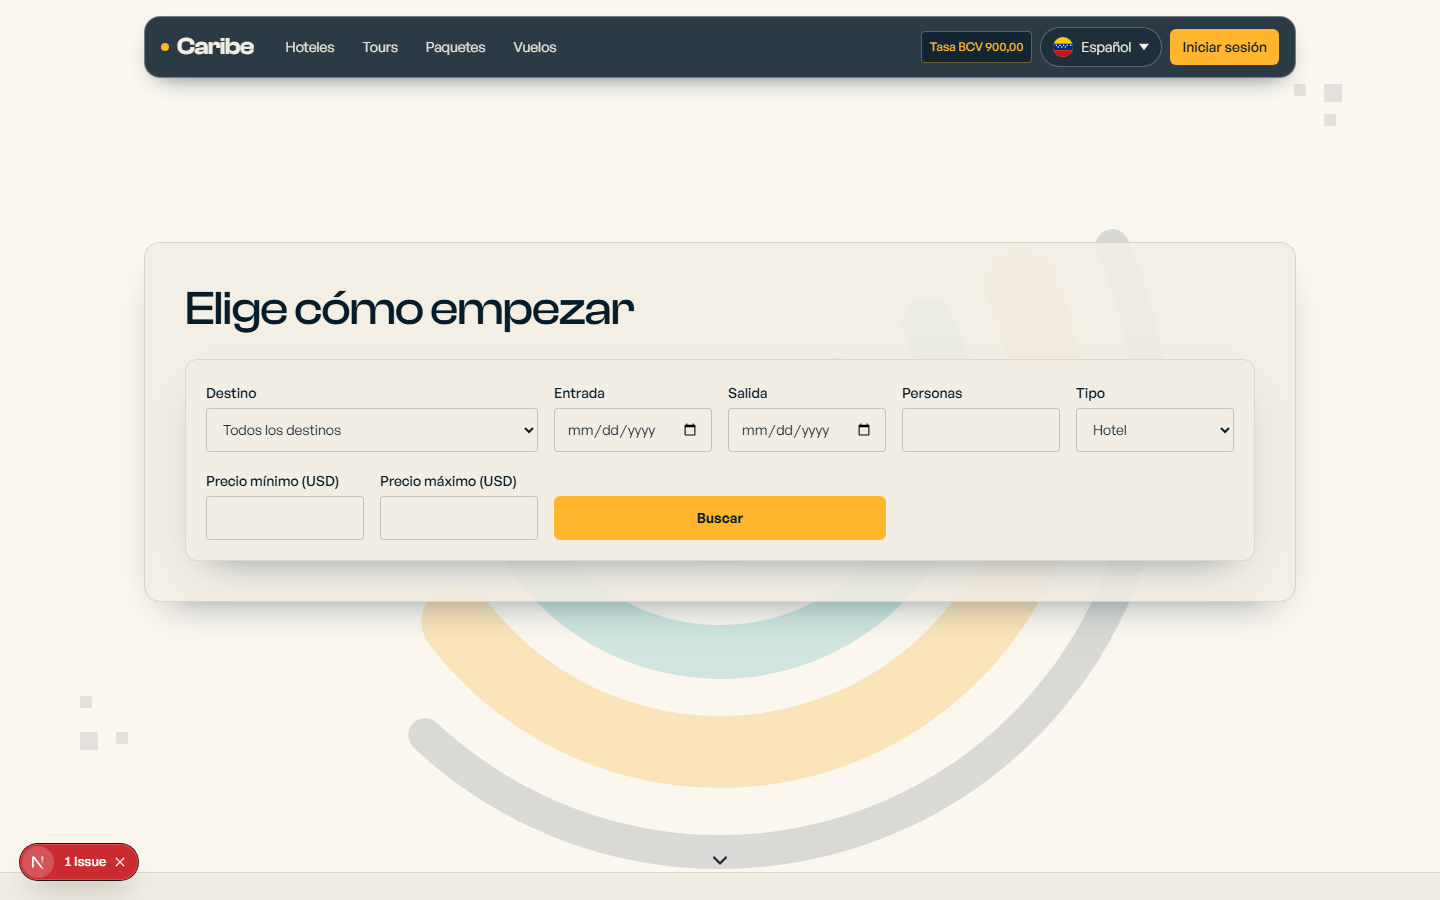 Caribe
Hoteles
Tours
Paquetes
Vuelos
Tasa BCV 900,00
Español
Iniciar sesión
Elige cómo empezar
Destino
Entrada
Salida
Personas
Tipo
Todos los destinos
mm/dd/yyyy
mm/dd/yyyy
Hotel
Precio mínimo (USD)
Precio máximo (USD)
Buscar
N
1 Issue